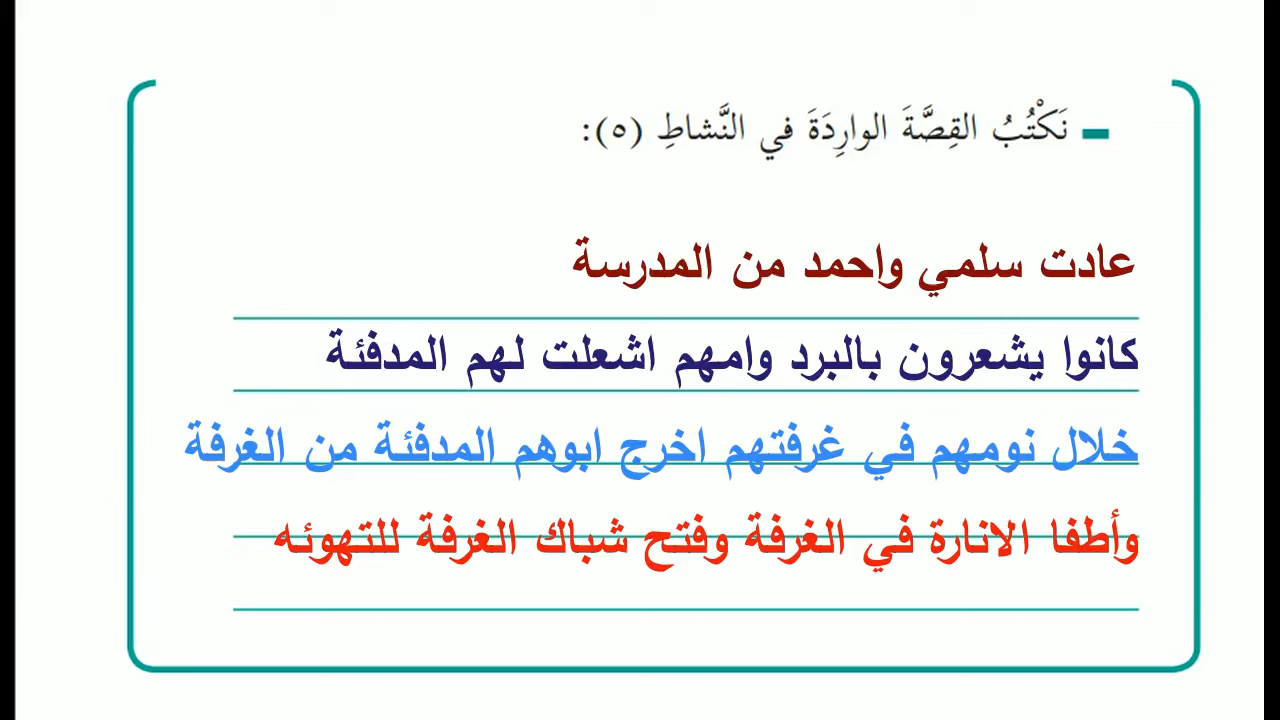 نَكْتُبُ القِصَّةَ الوارِدَةَ في النَّشاطِ (٥):
عادت سلمي واحمد من المدرسة
كانوا يشعرون بالبرد وامهم اشعلت لهم المدفئة
خلال نومهم في غرفتهم اخرج ابوهم المدفئة من الغرفة
وأطفا الانارة في الغرفة وفتح شباك الغرفة للتهوئه